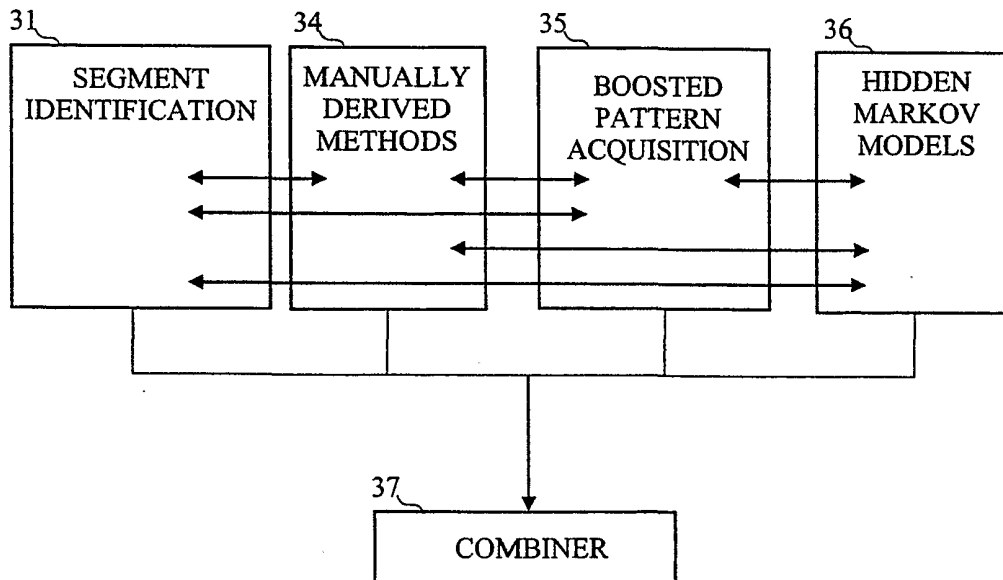 31
SEGMENT
IDENTIFICATION
34
MANUALLY
DERIVED
METHODS
35
BOOSTED
PATTERN
ACQUISITION
36
HIDDEN
MARKOV
MODELS
37
COMBINER